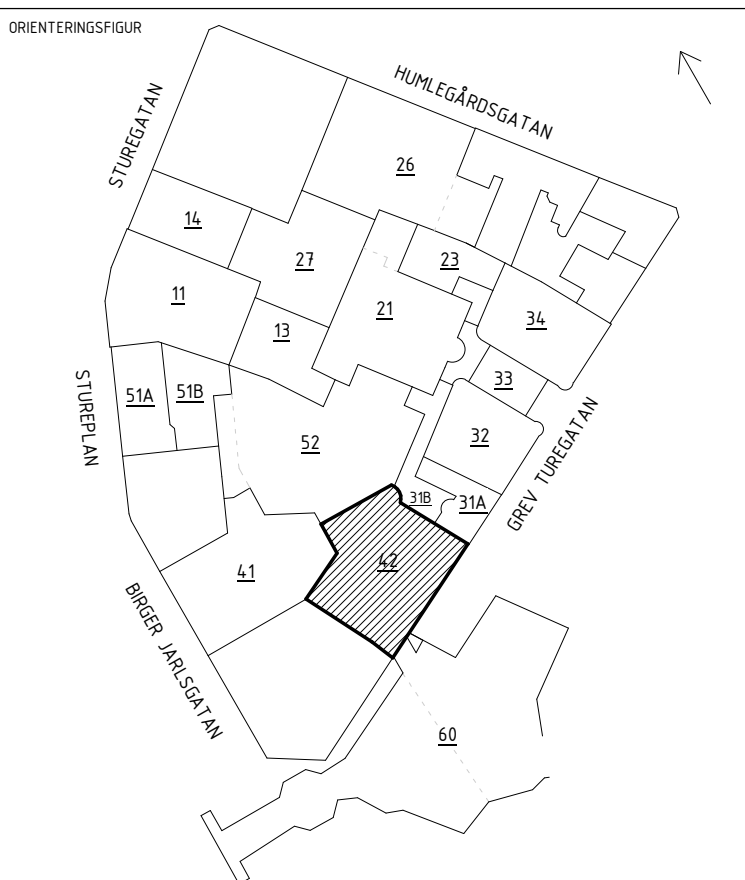 ORIENTERINGSFIGUR
HUMLEGÅRDSGATAN
STUREGATAN
26
14
27
23
11
21
34
13
33
51A
51B
STUREPLAN
32
52
GREV TUREGATAN
31B
31A
42
41
BIRGER JARLSGATAN
60